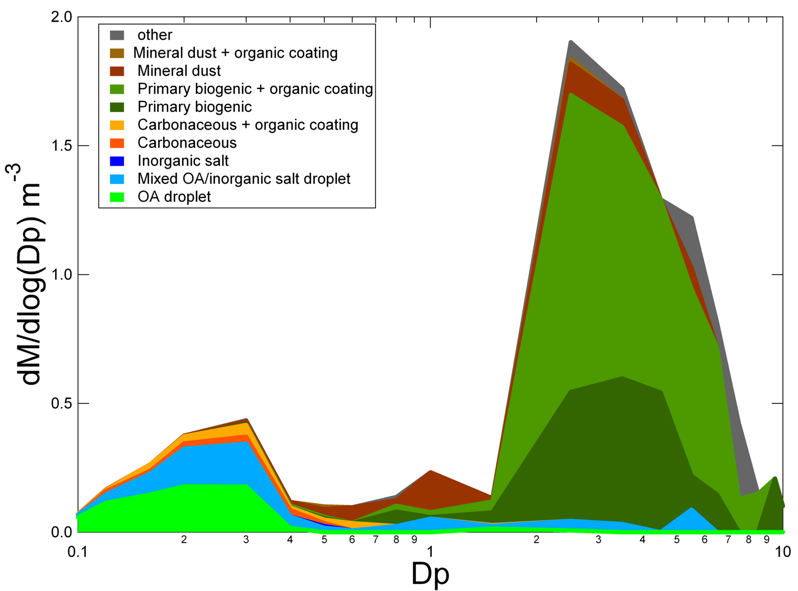 2.0
1.5
1.0
0.5
0.0
dM/dlog(Dp) m-3
other
Mineral dust + organic coating
Mineral dust
Primary biogenic + organic coating
Primary biogenic
Carbonaceous + organic coating
Carbonaceous
Inorganic salt
Mixed OA/inorganic salt droplet
OA droplet
0.1 2 3 4 5 6 7 8 9 1 2 3 4 5 6 7 8 9 10
Dp